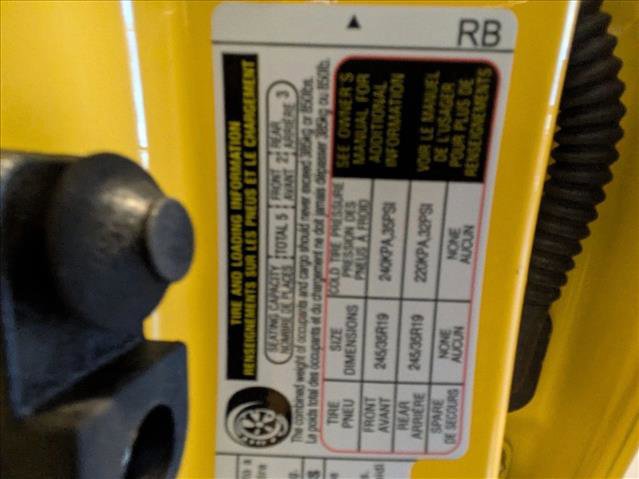 RB
TIRE AND LOADING INFORMATION
RENSEIGNEMENTS SUR LES PNEUS ET LE CHARGEMENT
SEATING CAPACITY TOTAL 5 FRONT 2 REAR 3
NOMBRE DE PLACES AVANT ARRIÈRE
The combined weight of occupants and cargo should never exceed 385kg or 850lbs.
Le poids total des occupants et du chargement ne doit jamais dépasser 385kg ou 850lb.
TIRE SIZE COLD TIRE PRESSURE
PNEU DIMENSIONS PRESSION DES PNEUS À FROID
FRONT 245/35R19 240KPA,35PSI
AVANT
REAR 245/35R19 220KPA,32PSI
ARRIÈRE
SPARE NONE NONE
DE SECOURS AUCUN AUCUN
SEE OWNER'S
MANUAL FOR
ADDITIONAL
INFORMATION
VOIR LE MANUEL
DE L'USAGER
POUR PLUS DE
RENSEIGNEMENTS